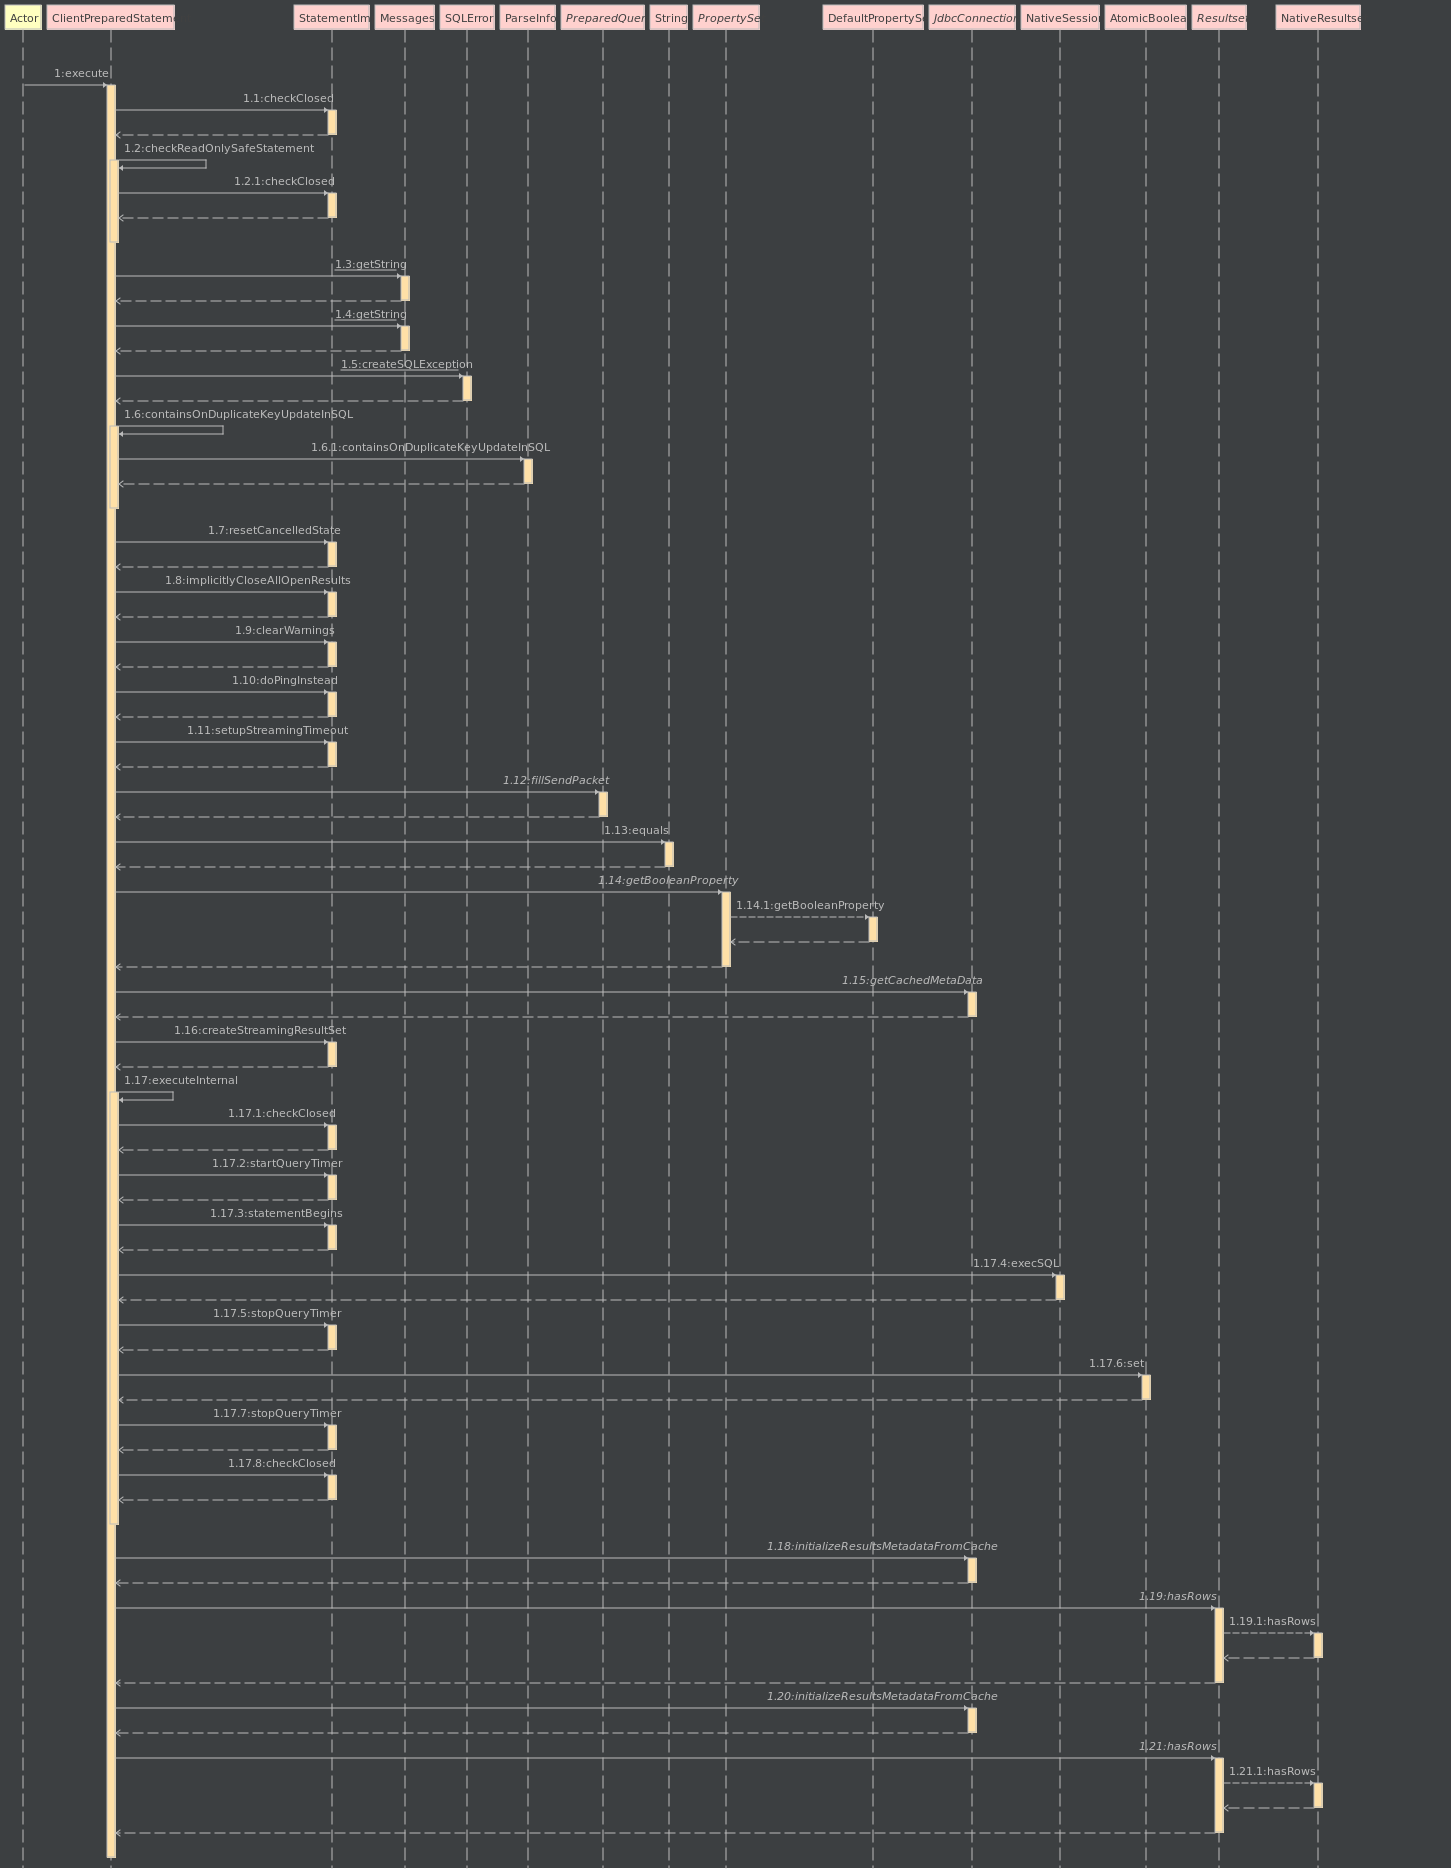 Actor
ClientPreparedStatem
StatementIm
Messages
SQLError
ParseInfo
PreparedQuer
String
PropertySe
DefaultPropertySe
JdbcConnection
NativeSession
AtomicBoolea
Resultset
NativeResultse
1:execute
1.1:checkClosed
1.2:checkReadOnlySafeStatement
1.2.1:checkClosed
1.3:getString
1.4:getString
1.5:createSQLException
1.6:containsOnDuplicateKeyUpdateInSQL
1.6.1:containsOnDuplicateKeyUpdateInSQL
1.7:resetCancelledState
1.8:implicitlyCloseAllOpenResults
1.9:clearWarnings
1.10:doPingInstead
1.11:setupStreamingTimeout
1.12:fillSendPacket
1.13:equals
1.14:getBooleanProperty
1.14.1:getBooleanProperty
1.15:getCachedMetaData
1.16:createStreamingResultSet
1.17:executeInternal
1.17.1:checkClosed
1.17.2:startQueryTimer
1.17.3:statementBegins
1.17.4:execSQL
1.17.5:stopQueryTimer
1.17.6:set
1.17.7:stopQueryTimer
1.17.8:checkClosed
1.18:initializeResultsMetadataFromCache
1.19:hasRows
1.19.1:hasRows
1.20:initializeResultsMetadataFromCache
1.21:hasRows
1.21.1:hasRows